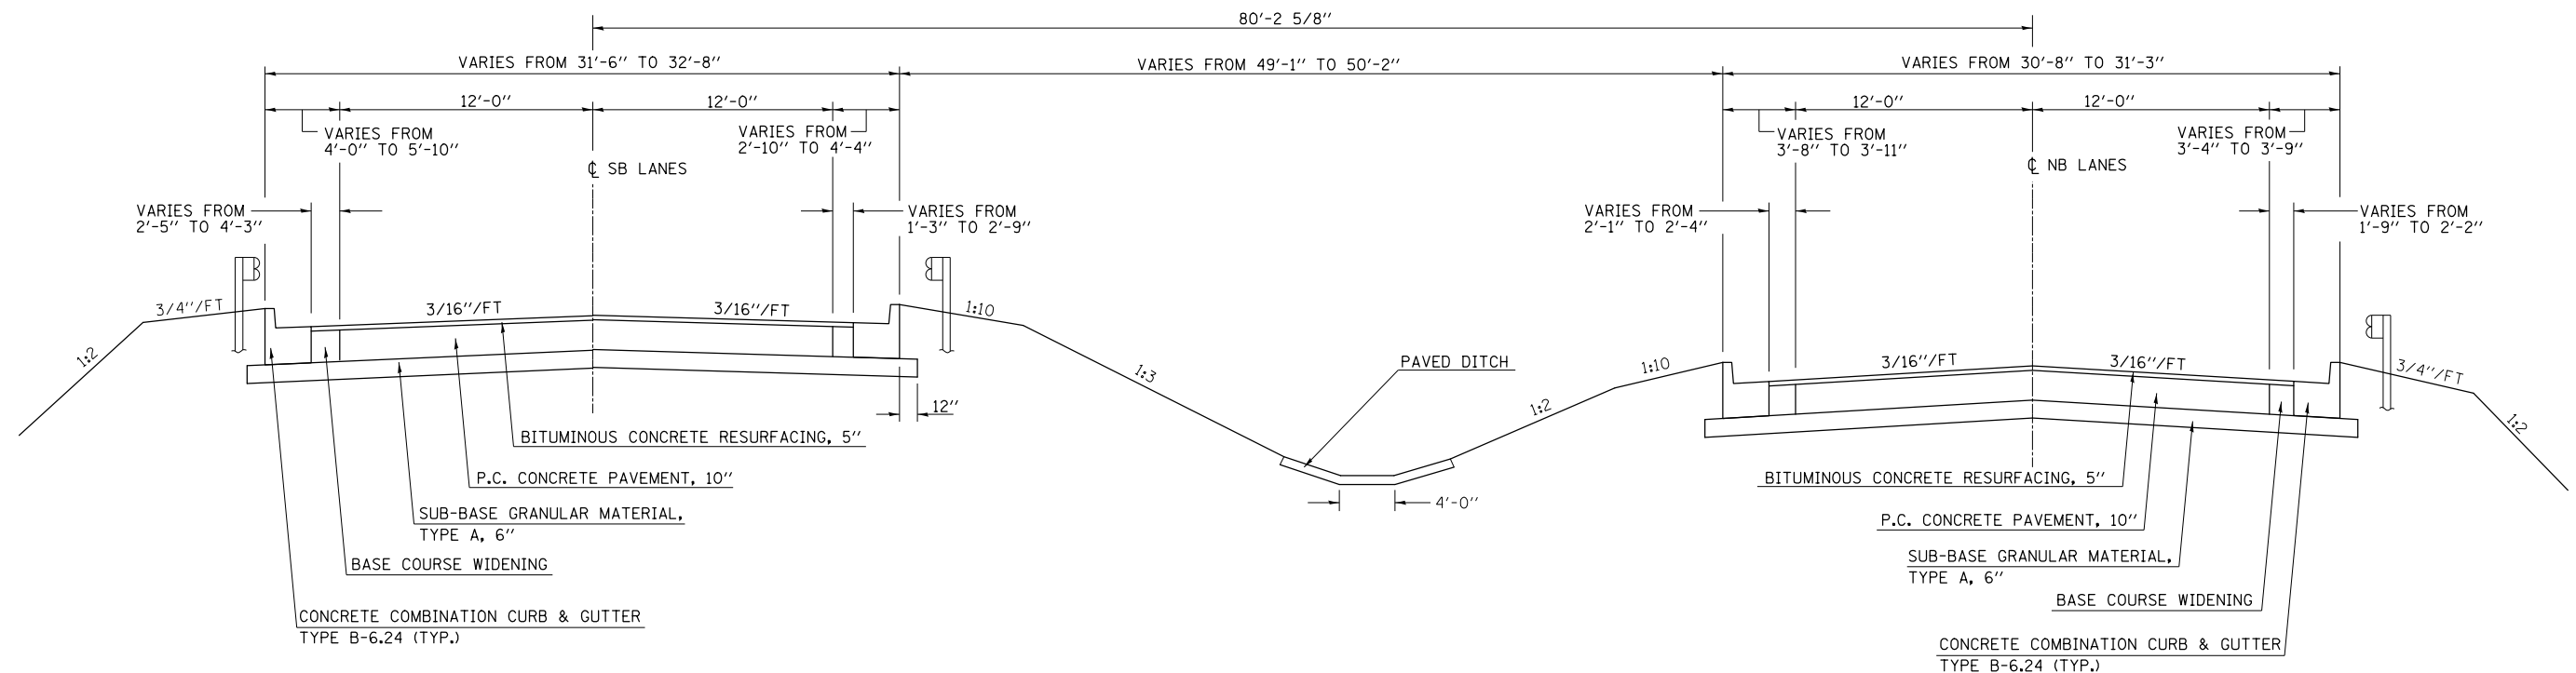 80'-2 5/8"
VARIES FROM 31'-6" TO 32'-8"
VARIES FROM 49'-1" TO 50'-2"
VARIES FROM 30'-8" TO 31'-3"
12'-0"
12'-0"
12'-0"
12'-0"
VARIES FROM
4'-0" TO 5'-10"
VARIES FROM
2'-10" TO 4'-4"
VARIES FROM
3'-8" TO 3'-11"
VARIES FROM
3'-4" TO 3'-9"
℄ SB LANES
℄ NB LANES
VARIES FROM
2'-5" TO 4'-3"
VARIES FROM
1'-3" TO 2'-9"
VARIES FROM
2'-1" TO 2'-4"
VARIES FROM
1'-9" TO 2'-2"
3/4"/FT
3/16"/FT
3/16"/FT
1:10
1:2
1:3
PAVED DITCH
1:10
3/16"/FT
3/16"/FT
3/4"/FT
1:2
1:2
12"
4'-0"
BITUMINOUS CONCRETE RESURFACING, 5"
P.C. CONCRETE PAVEMENT, 10"
SUB-BASE GRANULAR MATERIAL,
TYPE A, 6"
BASE COURSE WIDENING
CONCRETE COMBINATION CURB & GUTTER
TYPE B-6.24 (TYP.)
BITUMINOUS CONCRETE RESURFACING, 5"
P.C. CONCRETE PAVEMENT, 10"
SUB-BASE GRANULAR MATERIAL,
TYPE A, 6"
BASE COURSE WIDENING
CONCRETE COMBINATION CURB & GUTTER
TYPE B-6.24 (TYP.)